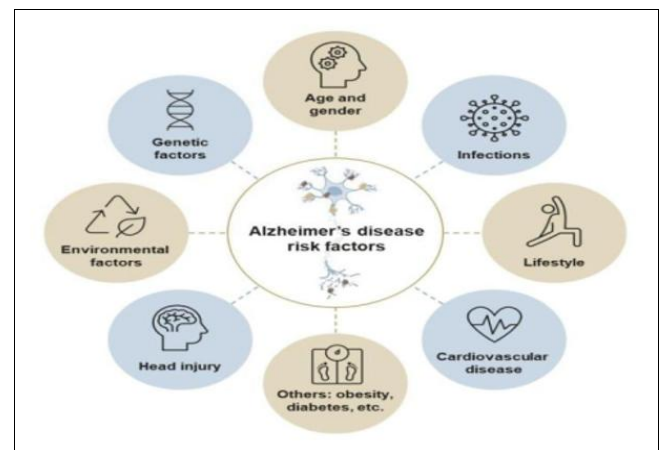 Age and
gender
Genetic
factors
Infections
Alzheimer's disease
risk factors
Environmental
factors
Lifestyle
Head injury
Cardiovascular
disease
Others: obesity,
diabetes, etc.